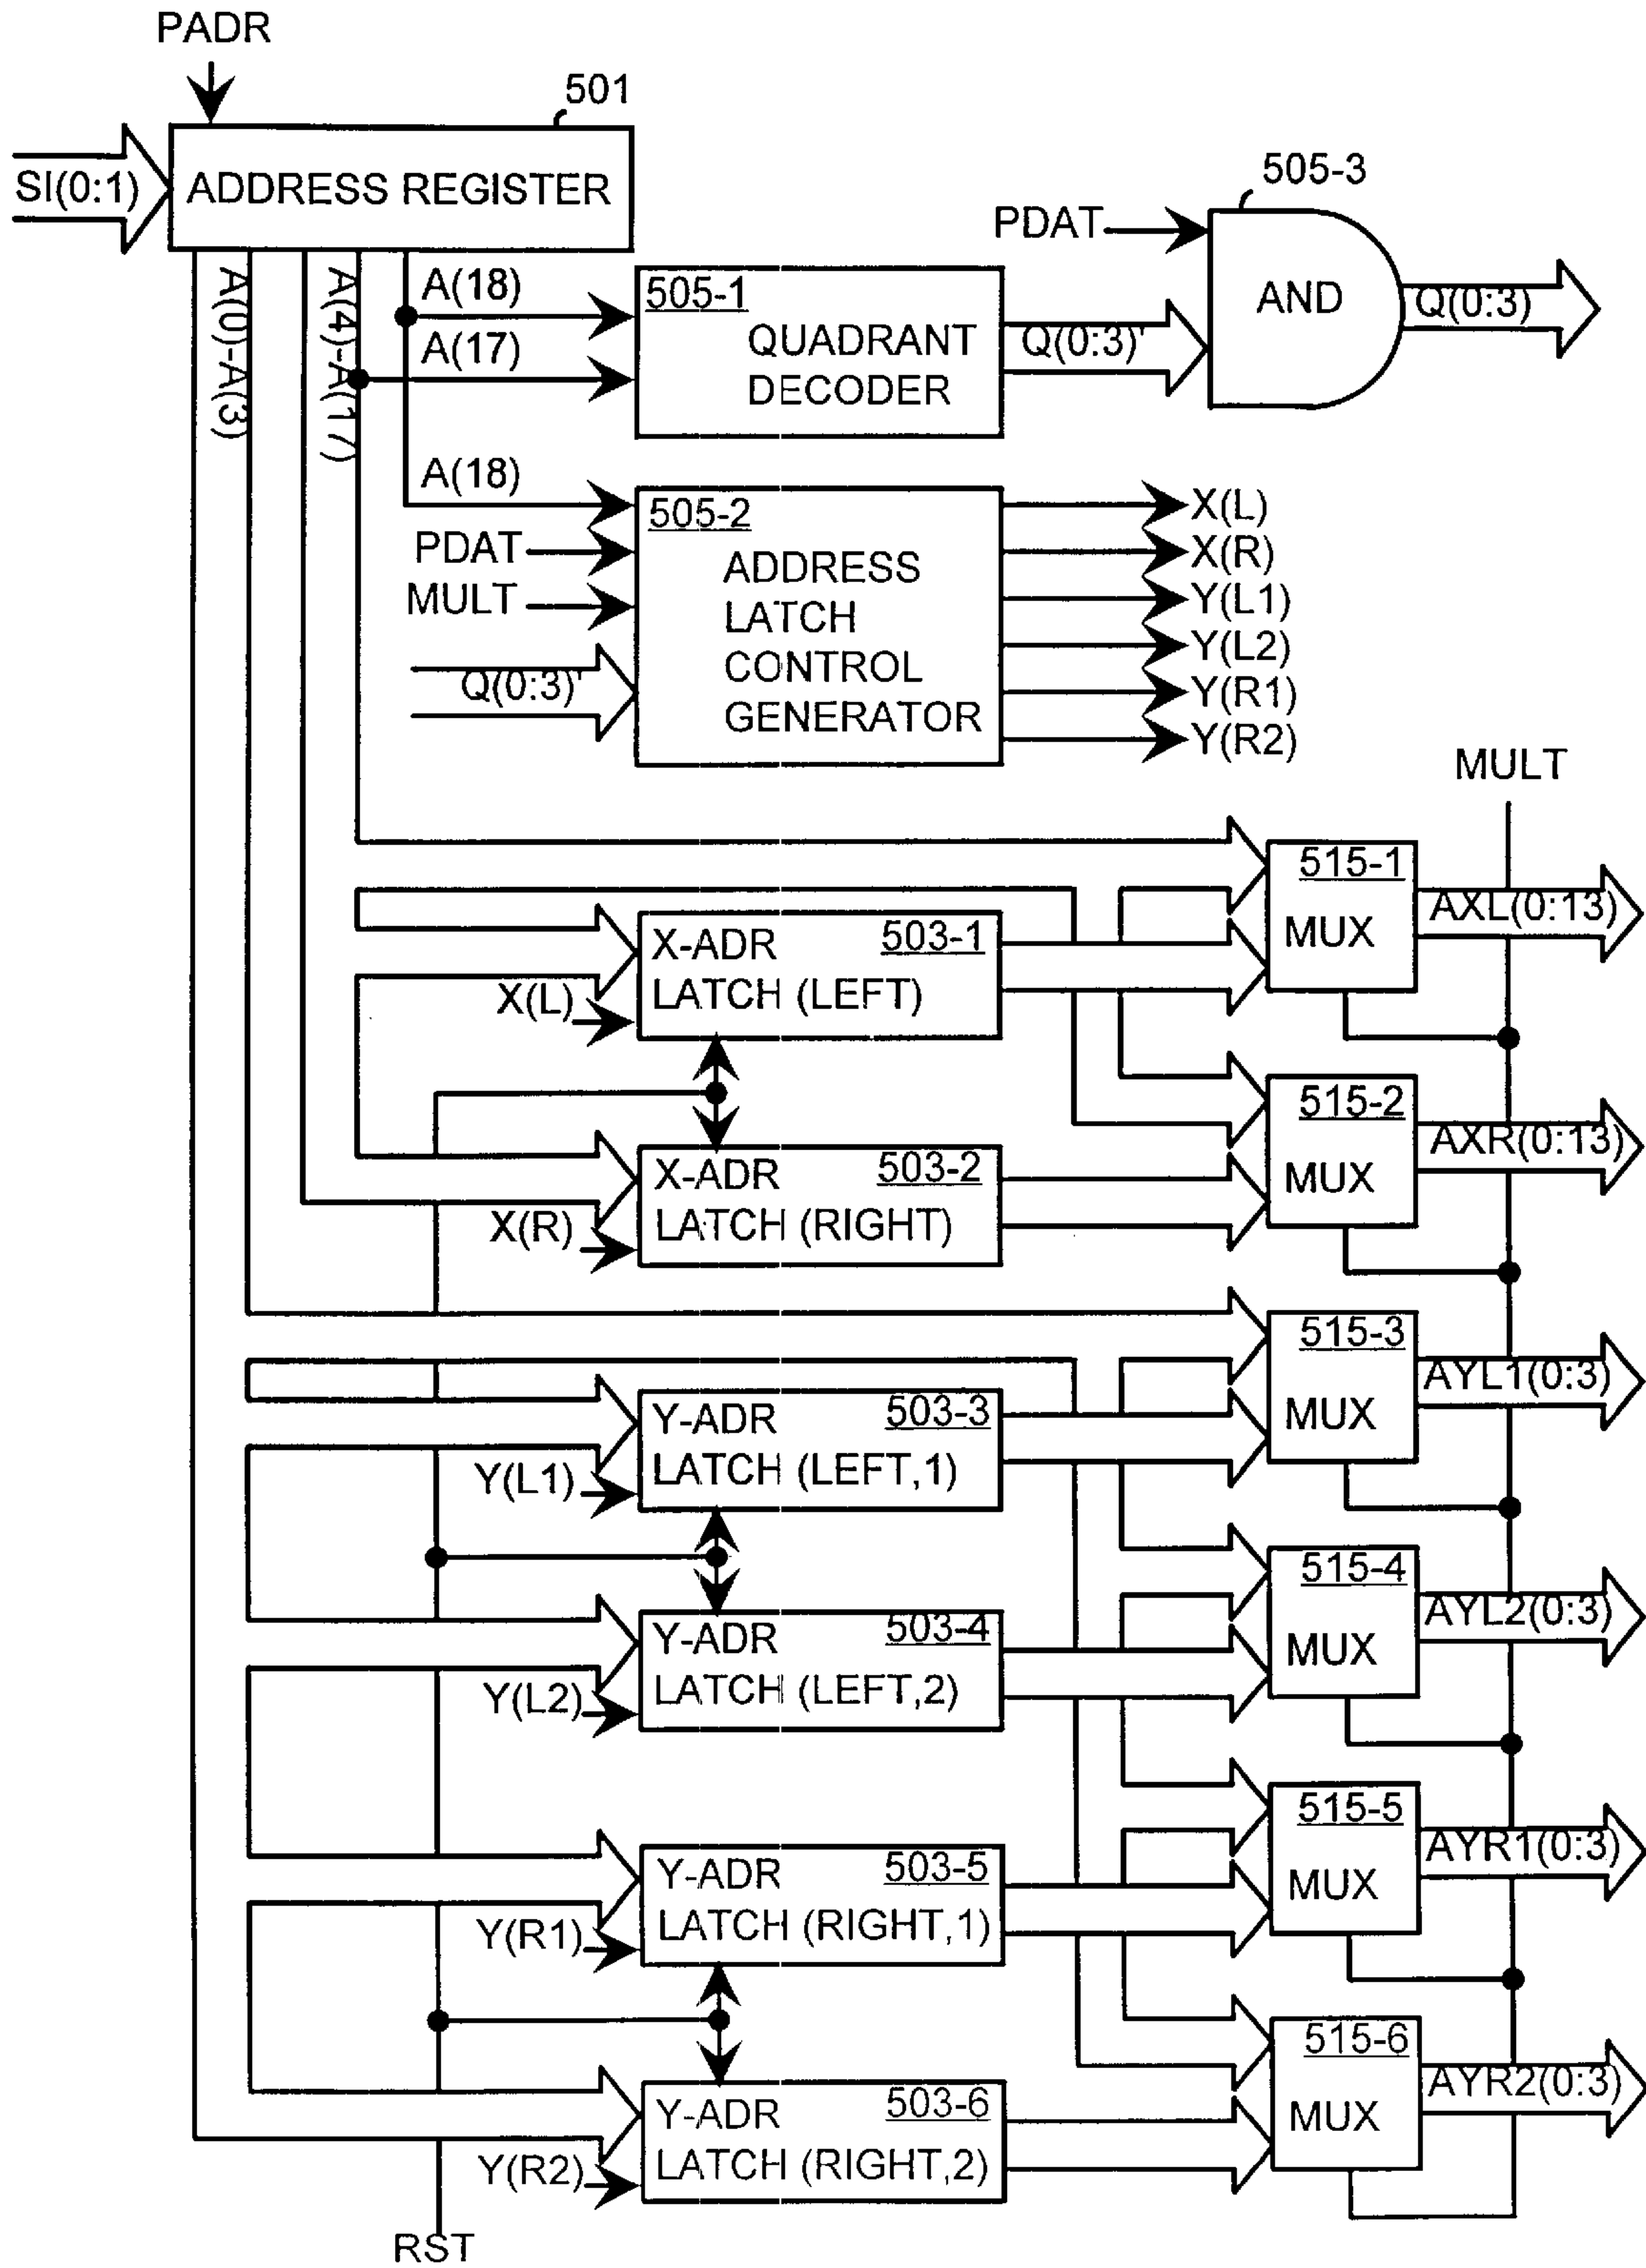 PADR
501
SI(0:1)
ADDRESS REGISTER
505-3
PDAT
AND
Q(0:3)
A(0)-A(3)
A(4)-A(17)
A(18)
A(17)
505-1
QUADRANT
DECODER
Q(0:3)'
A(18)
PDAT
MULT
Q(0:3)'
505-2
ADDRESS
LATCH
CONTROL
GENERATOR
X(L)
X(R)
Y(L1)
Y(L2)
Y(R1)
Y(R2)
MULT
515-1
MUX
AXL(0:13)
X-ADR 503-1
LATCH (LEFT)
X(L)
515-2
MUX
AXR(0:13)
X-ADR 503-2
LATCH (RIGHT)
X(R)
515-3
MUX
AYL1(0:3)
Y-ADR 503-3
LATCH (LEFT,1)
Y(L1)
515-4
MUX
AYL2(0:3)
Y-ADR 503-4
LATCH (LEFT,2)
Y(L2)
515-5
MUX
AYR1(0:3)
Y-ADR 503-5
LATCH (RIGHT,1)
Y(R1)
515-6
MUX
AYR2(0:3)
Y-ADR 503-6
LATCH (RIGHT,2)
Y(R2)
RST